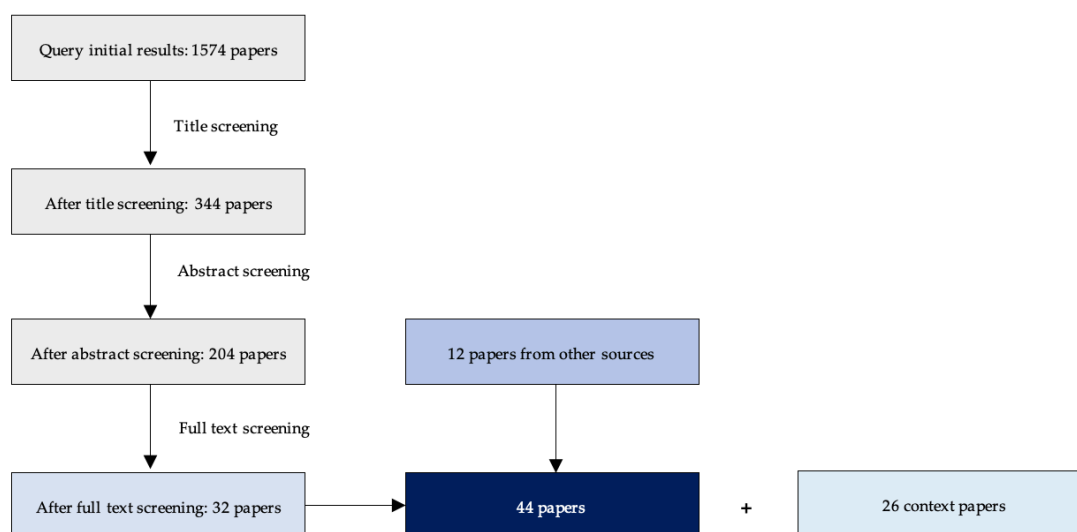 Query initial results: 1574 papers
Title screening
After title screening: 344 papers
Abstract screening
After abstract screening: 204 papers
12 papers from other sources
Full text screening
After full text screening: 32 papers
44 papers
+
26 context papers